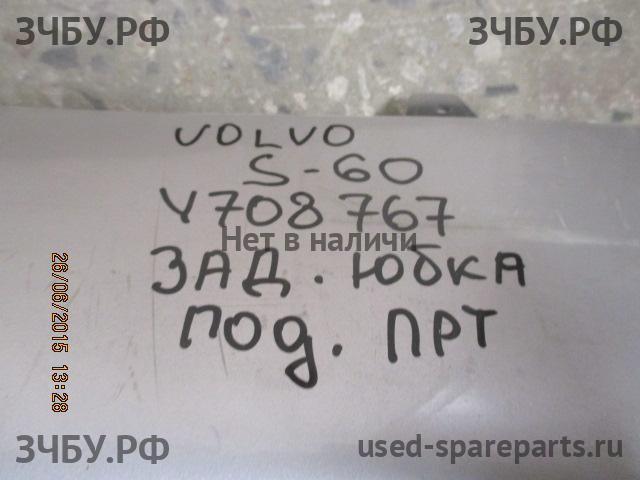 ЗЧБУ.РФ
ЗЧБУ.РФ
VOLVO
S-60
Y708767
Нет в наличии
ЗАД. ЮБКА
ПОД. ПРТ
26/06/2015 13:28
ЗЧБУ.РФ
used-spareparts.ru